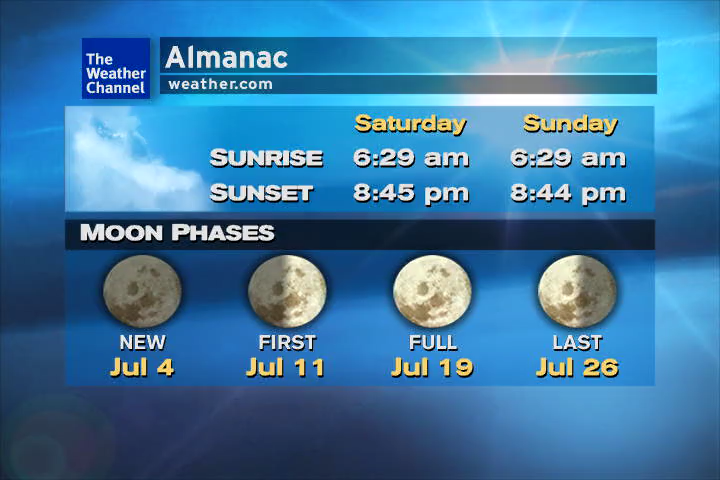 The
Weather
Channel
Almanac
weather.com
Saturday Sunday
SUNRISE 6:29 am 6:29 am
SUNSET 8:45 pm 8:44 pm
MOON PHASES
NEW FIRST FULL LAST
Jul 4 Jul 11 Jul 19 Jul 26